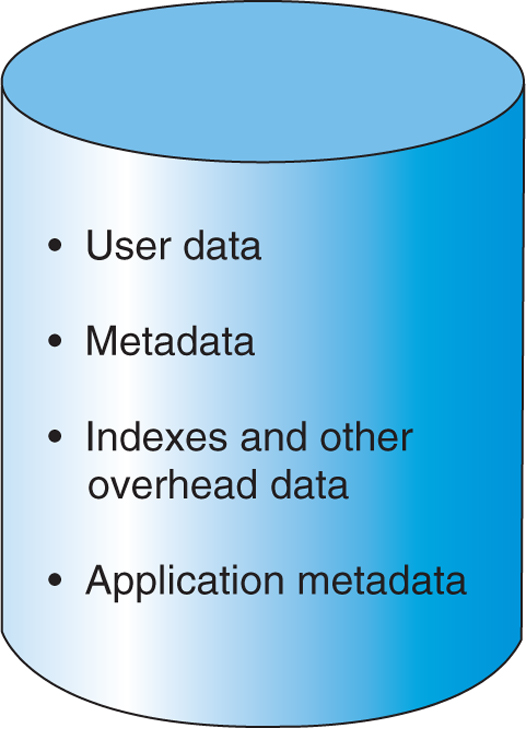 • User data
• Metadata
• Indexes and other
overhead data
• Application metadata